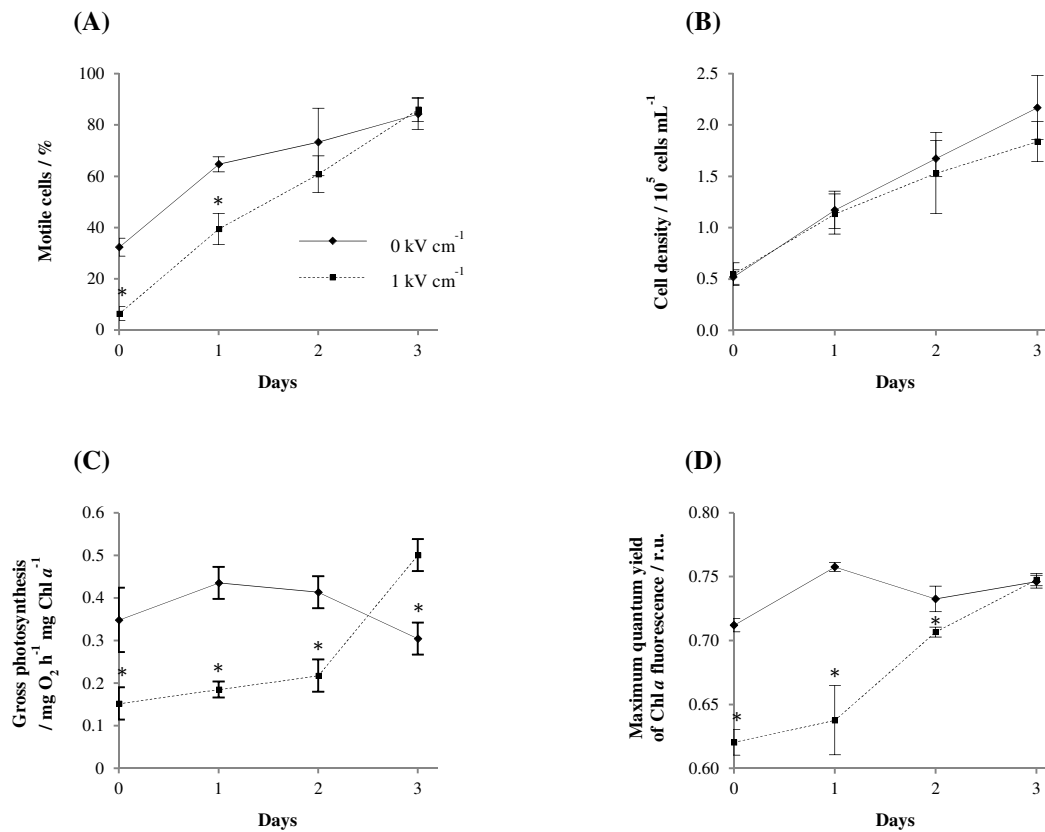 (A)
Motile cells / %
100
80
60
40
20
0
*
*
0 kV cm⁻¹
1 kV cm⁻¹
0 1 2 3
Days
(B)
Cell density / 10⁵ cells mL⁻¹
2.5
2.0
1.5
1.0
0.5
0.0
0 1 2 3
Days
(C)
Gross photosynthesis
/ mg O₂ h⁻¹ mg Chl a⁻¹
0.6
0.5
0.4
0.3
0.2
0.1
0
*
*
*
*
0 1 2 3
Days
(D)
Maximum quantum yield
of Chl a fluorescence / r.u.
0.80
0.75
0.70
0.65
0.60
*
*
*
0 1 2 3
Days